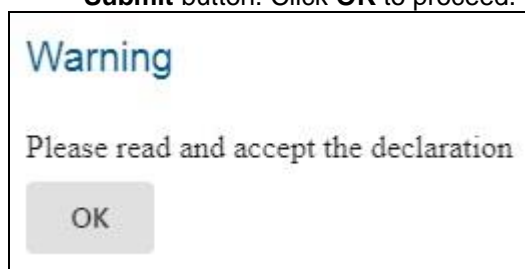 Submit button. Click OK to proceed.
Warning
Please read and accept the declaration
OK